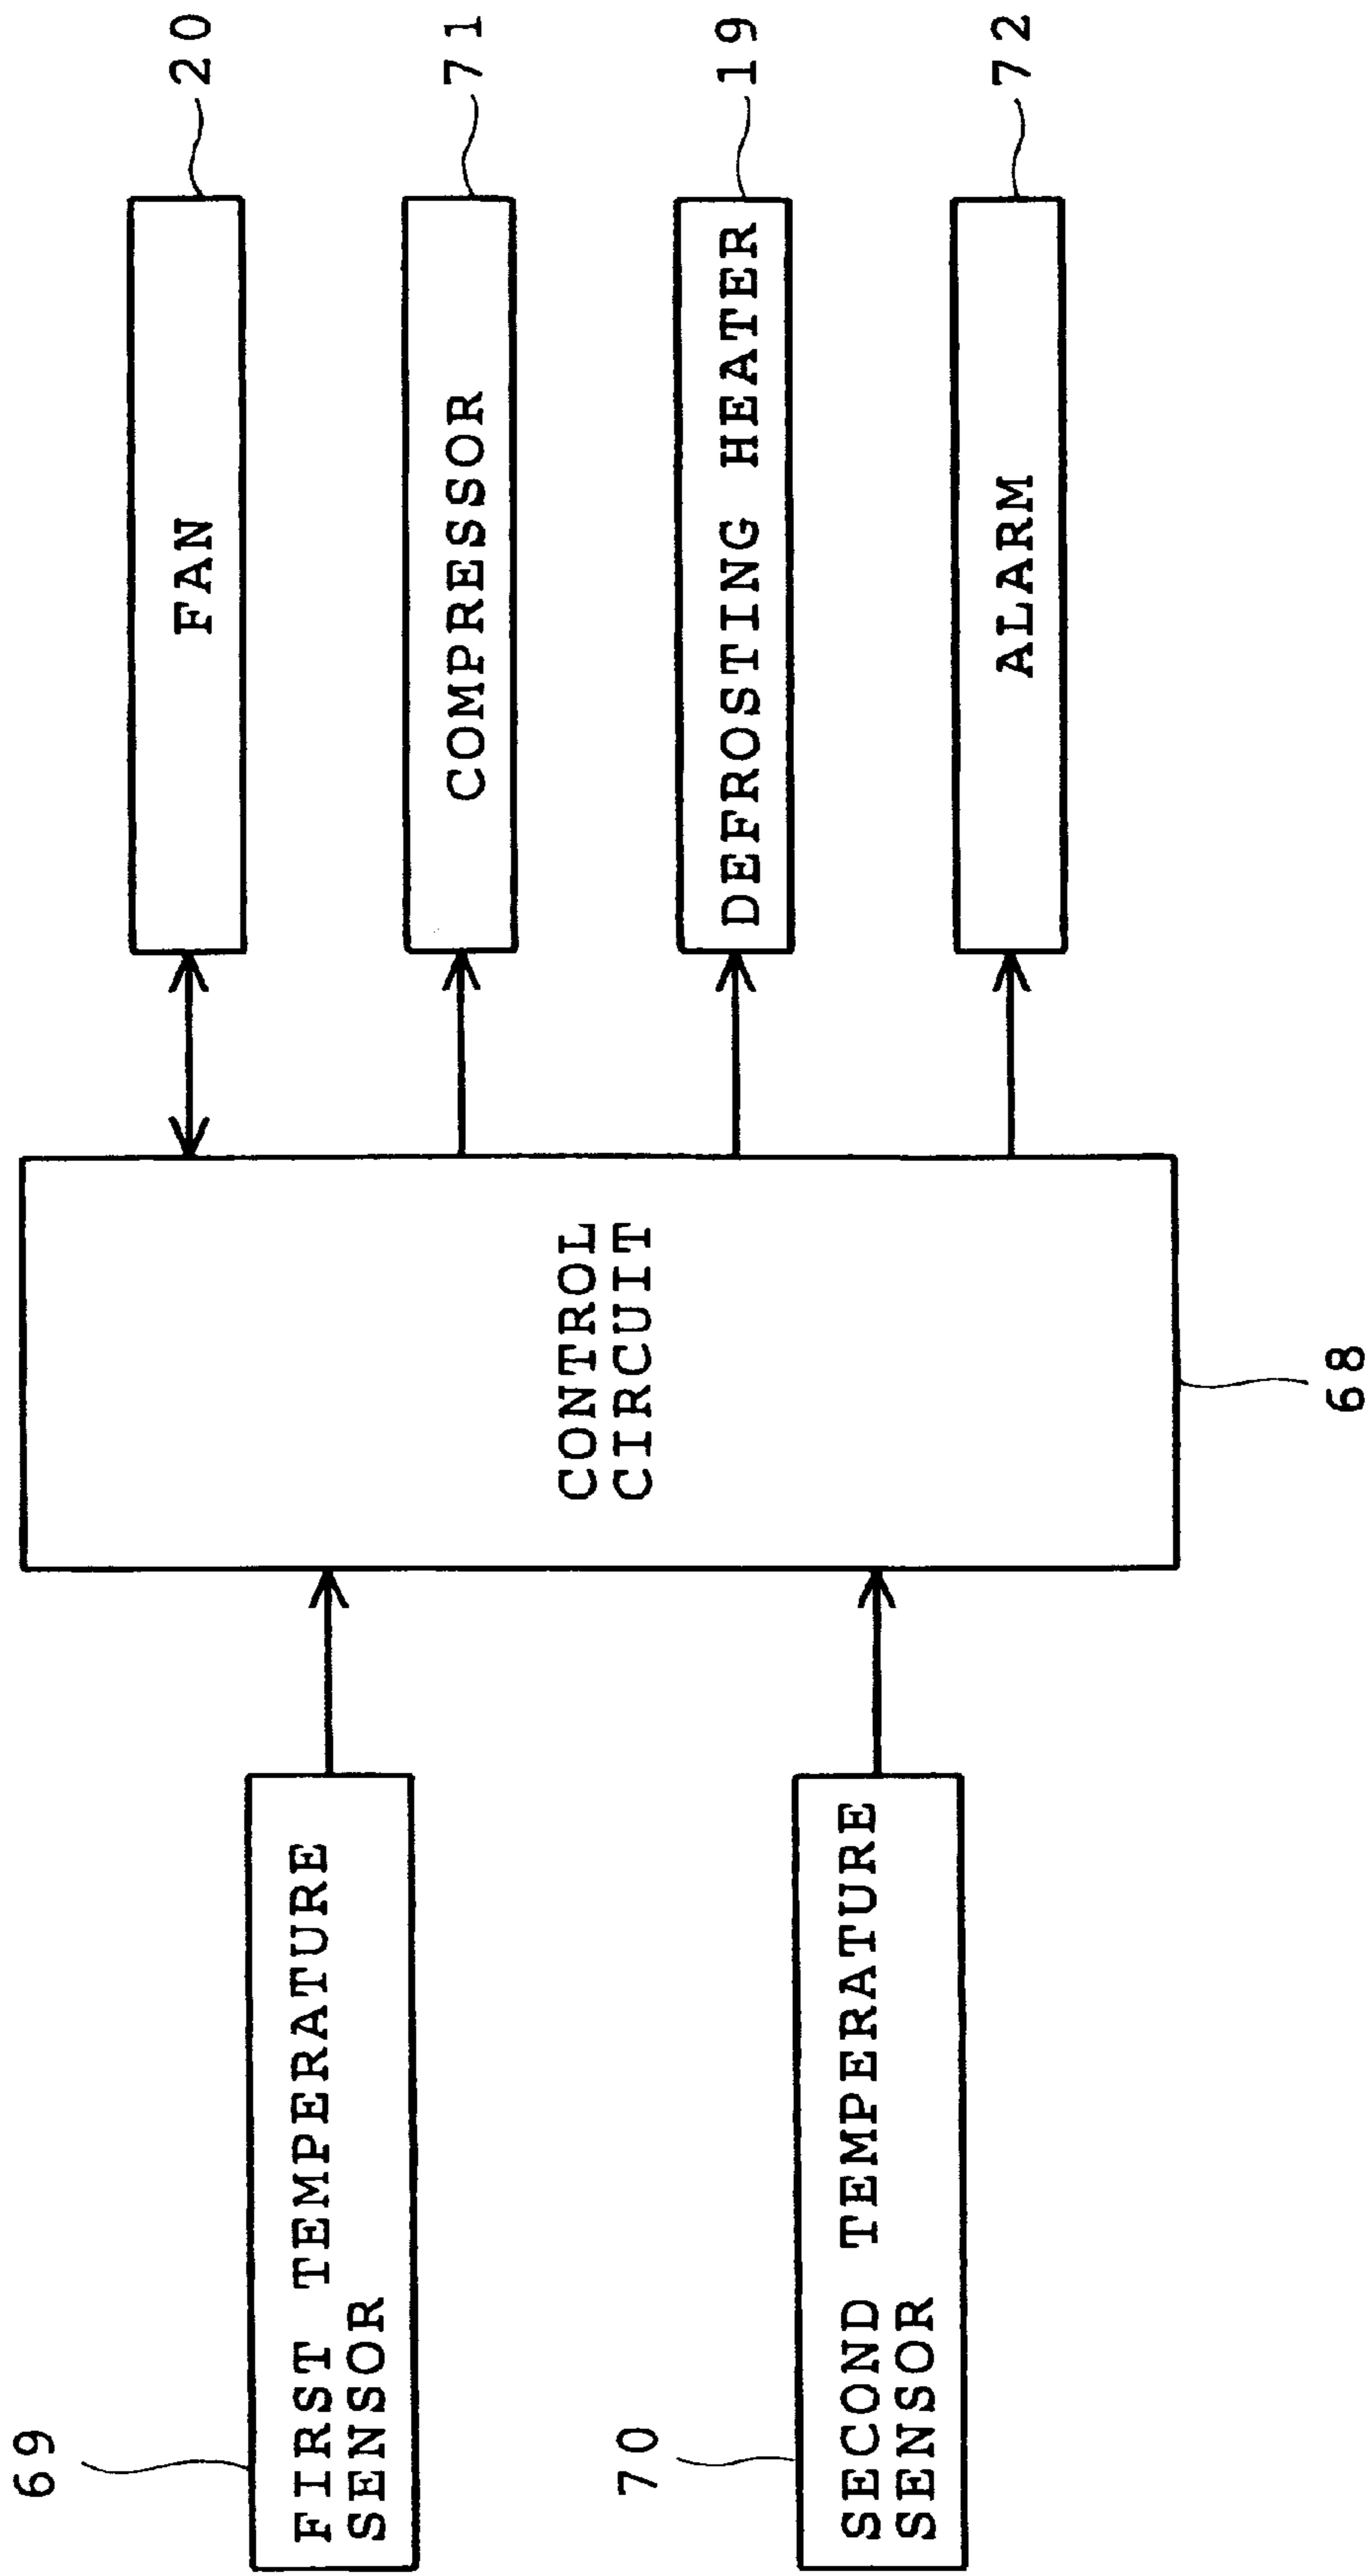 69
FIRST TEMPERATURE
SENSOR
70
SECOND TEMPERATURE
SENSOR
CONTROL
CIRCUIT
68
FAN
20
COMPRESSOR
71
DEFROSTING HEATER
19
ALARM
72